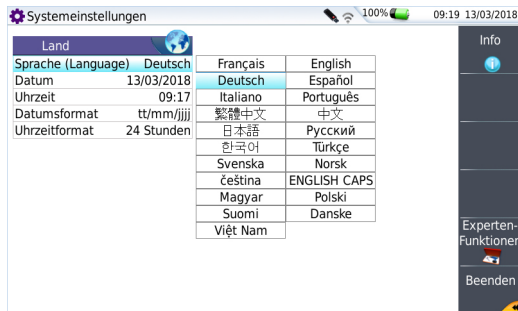 Systemeinstellungen
100%
09:19 13/03/2018
Land
Sprache (Language) Deutsch
Datum 13/03/2018
Uhrzeit 09:17
Datumsformat tt/mm/jjjj
Uhrzeitformat 24 Stunden
Français English
Deutsch Español
Italiano Português
繁體中文 中文
日本語 Русский
한국어 Türkçe
Svenska Norsk
čeština ENGLISH CAPS
Magyar Polski
Suomi Danske
Việt Nam
Info
Experten-
Funktionen
Beenden